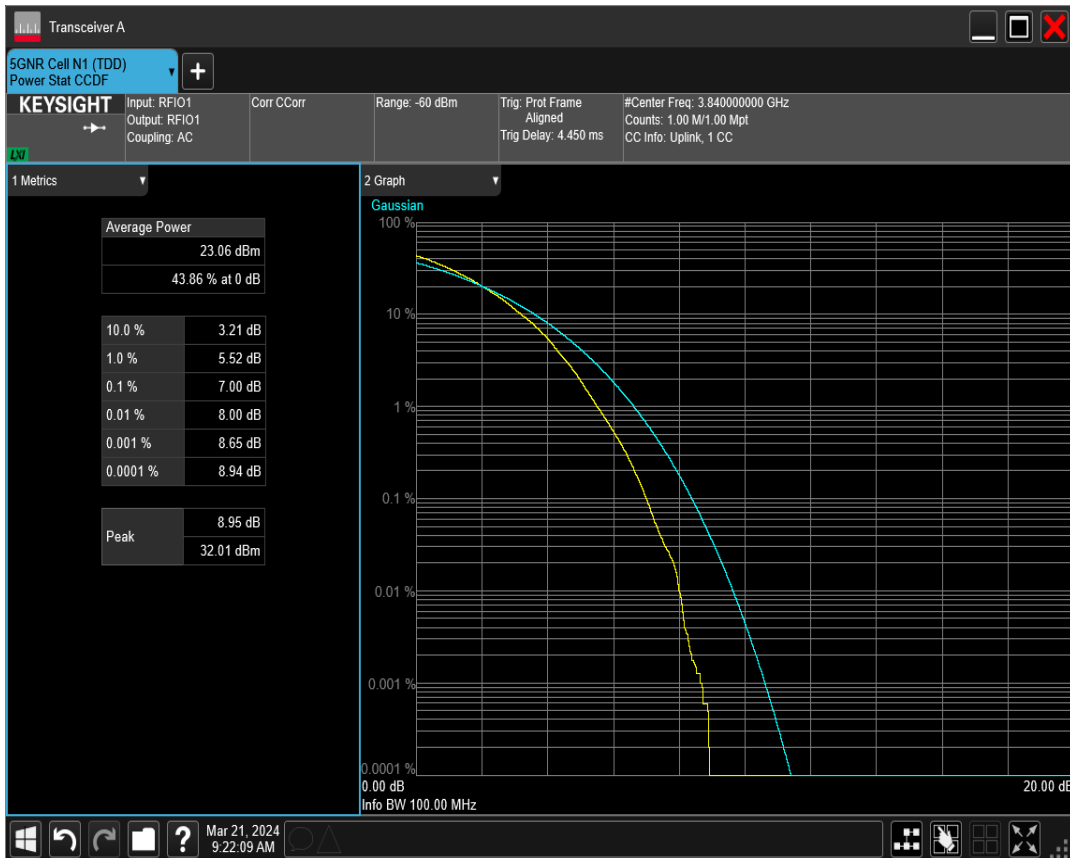 Transceiver A
5GNR Cell N1 (TDD)
Power Stat CCDF
+
KEYSIGHT
LXI
Input: RFIO1
Output: RFIO1
Coupling: AC
Corr CCorr
Range: -60 dBm
Trig: Prot Frame
Aligned
Trig Delay: 4.450 ms
#Center Freq: 3.840000000 GHz
Counts: 1.00 M/1.00 Mpt
CC Info: Uplink, 1 CC
1 Metrics
Average Power
23.06 dBm
43.86 % at 0 dB
10.0 % 3.21 dB
1.0 % 5.52 dB
0.1 % 7.00 dB
0.01 % 8.00 dB
0.001 % 8.65 dB
0.0001 % 8.94 dB
Peak
8.95 dB
32.01 dBm
2 Graph
Gaussian
100 %
10 %
1 %
0.1 %
0.01 %
0.001 %
0.0001 %
0.00 dB 20.00 dB
Info BW 100.00 MHz
?
Mar 21, 2024
9:22:09 AM